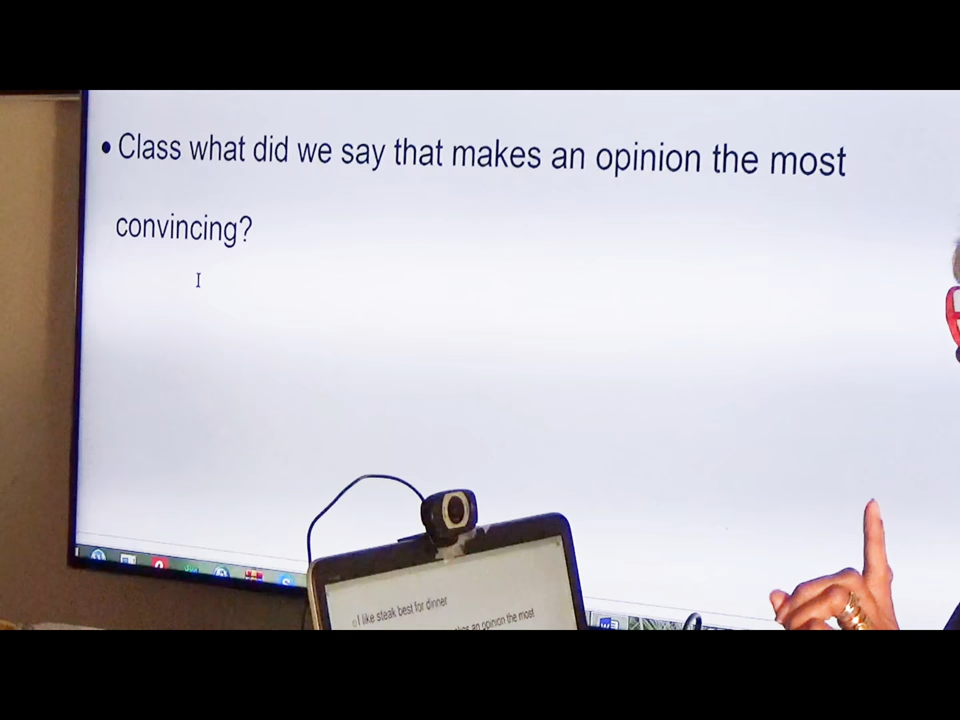 • Class what did we say that makes an opinion the most
convincing?
I like steak best for dinner
an opinion the most